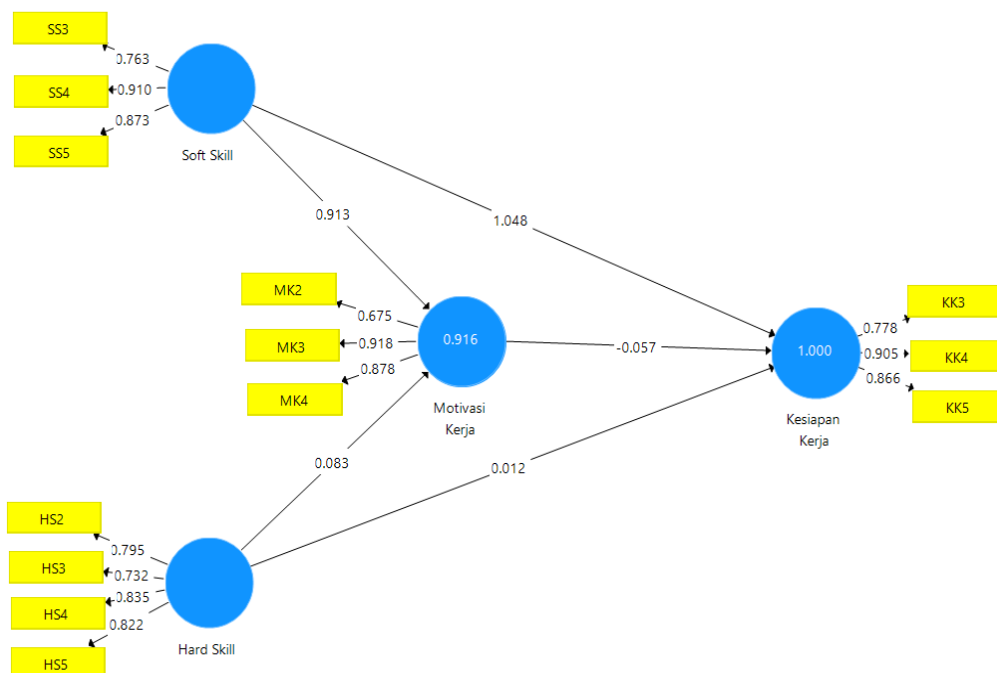 SS3
0.763
SS4
0.910
SS5
0.873
Soft Skill
0.913
1.048
MK2
0.675
MK3
0.918
MK4
0.878
0.916
Motivasi
Kerja
-0.057
1.000
Kesiapan
Kerja
KK3
0.778
KK4
0.905
KK5
0.866
0.083
0.012
HS2
0.795
HS3
0.732
HS4
0.835
HS5
0.822
Hard Skill